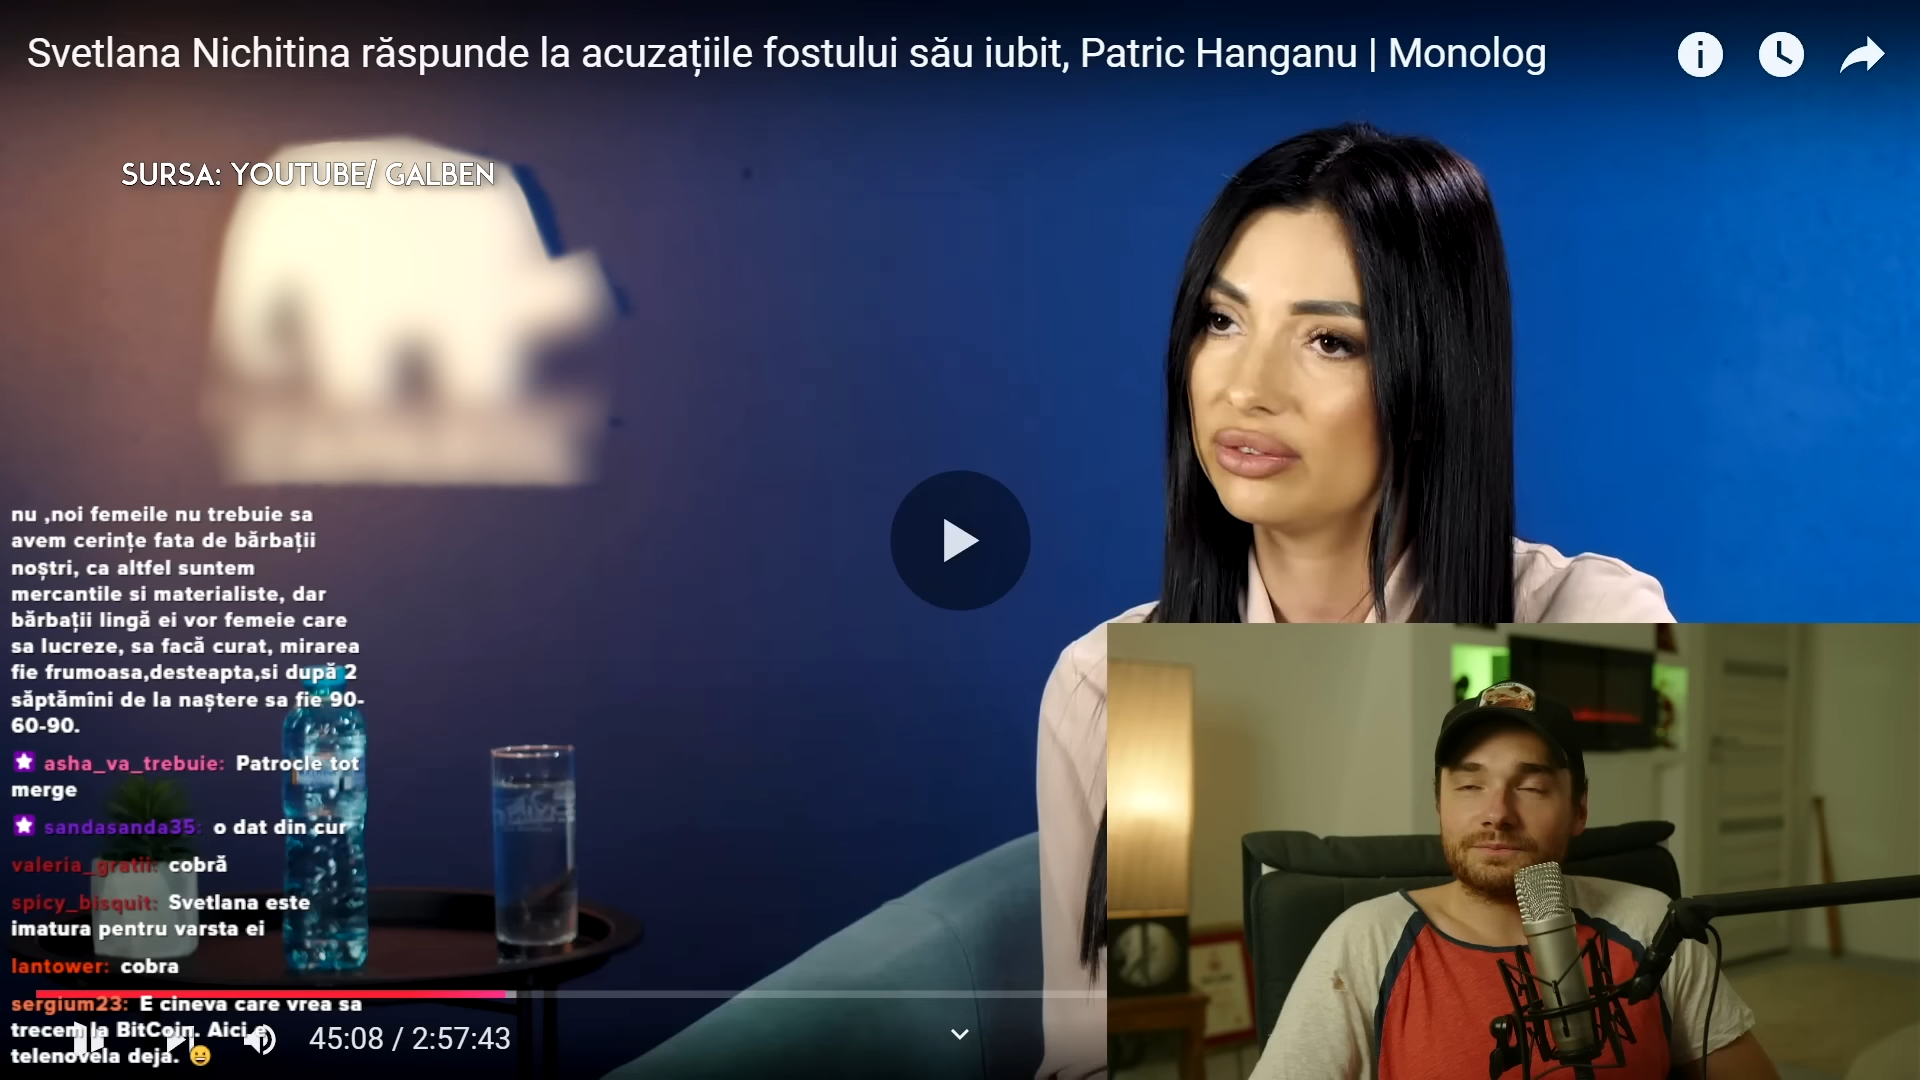 Svetlana Nichitina răspunde la acuzațiile fostului său iubit, Patric Hanganu | Monolog
SURSA: YOUTUBE/ GALBEN
nu ,noi femeile nu trebuie sa
avem cerințe fata de bărbații
noștri, ca altfel suntem
mercantile si materialiste, dar
bărbații lingă ei vor femeie care
sa lucreze, sa facă curat, mirarea
fie frumoasa,desteapta,si după 2
săptămîni de la naștere sa fie 90-
60-90.
asha_va_trebuie: Patrocle tot
merge
sandasanda35: o dat din cur
valeria_gratii: cobră
spicy_bisquit: Svetlana este
imatura pentru varsta ei
lantower: cobra
sergium23: E cineva care vrea sa
trecem la BitCoin. Aici e
telenovela deja. 😀
45:08 / 2:57:43